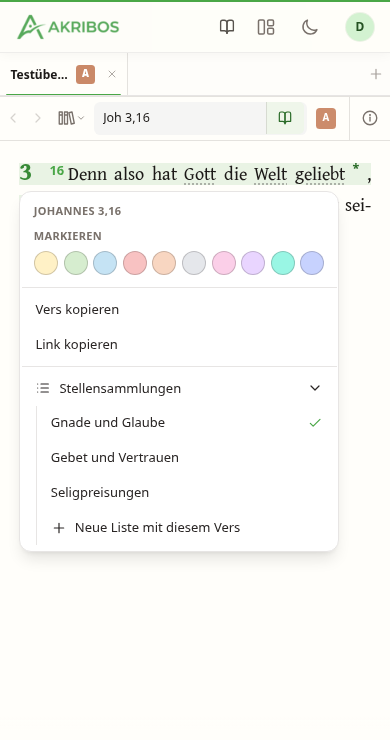 AKRIBOS
D
Testübe... A
Joh 3,16 A
3 16 Denn also hat Gott die Welt geliebt * ,
sei-
JOHANNES 3,16
MARKIEREN
Vers kopieren
Link kopieren
Stellensammlungen
Gnade und Glaube
Gebet und Vertrauen
Seligpreisungen
Neue Liste mit diesem Vers